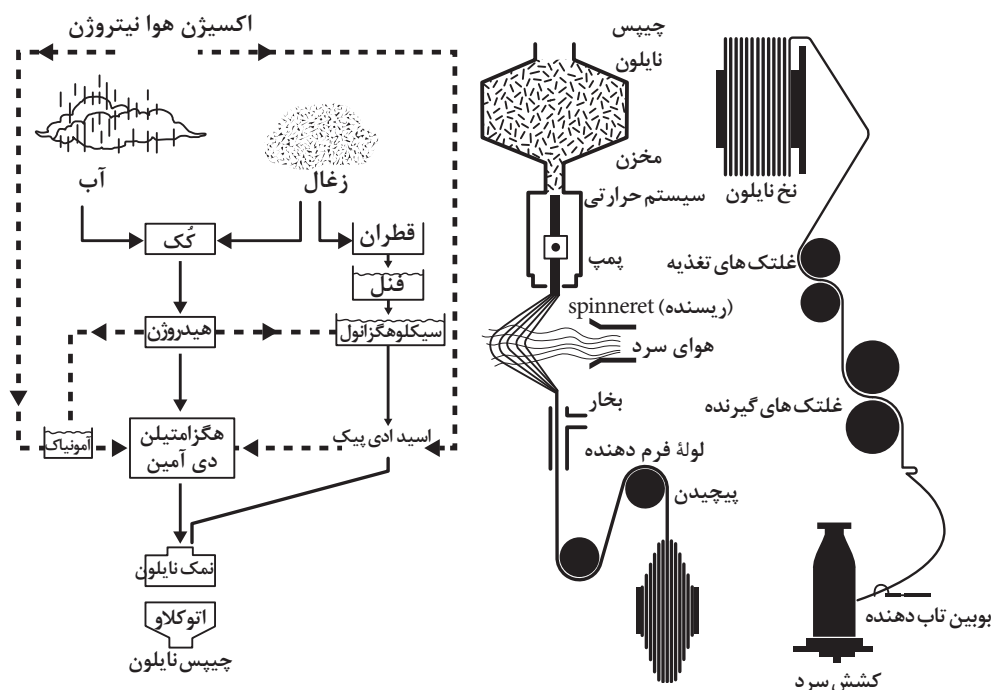 اکسیژن هوا نیتروژن
آب
زغال
کُک
قطران
فنل
هیدروژن
سیکلوهگزانول
آمونیاک
هگزامتیلن
دی آمین
اسید ادی پیک
نمک نایلون
اتوکلاو
چیپس نایلون
چیپس
نایلون
مخزن
سیستم حرارتی
پمپ
spinneret (ریسنده)
هوای سرد
بخار
لولۀ فرم دهنده
پیچیدن
نخ نایلون
غلتک های تغذیه
غلتک های گیرنده
بوبین تاب دهنده
کشش سرد